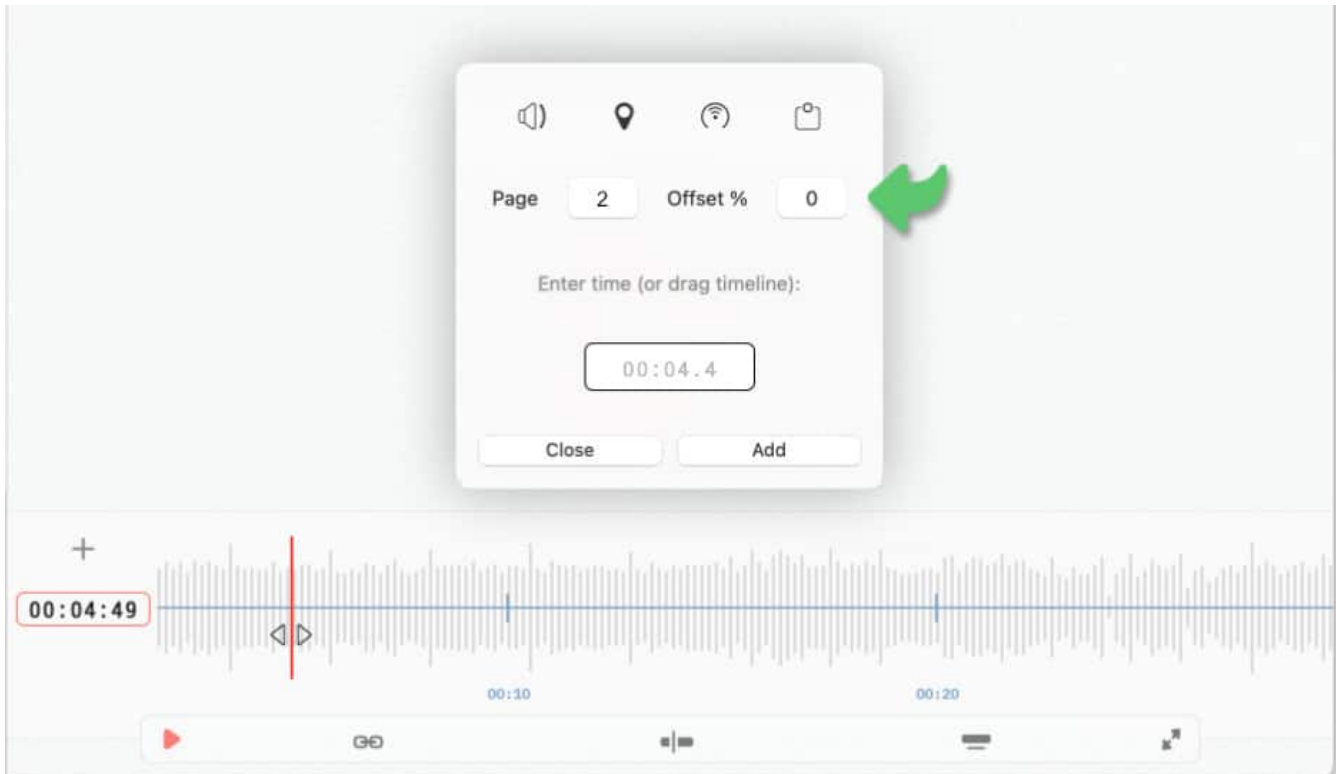 Page 2 Offset % 0
Enter time (or drag timeline):
00:04.4
Close Add
00:04:49
00:10 00:20